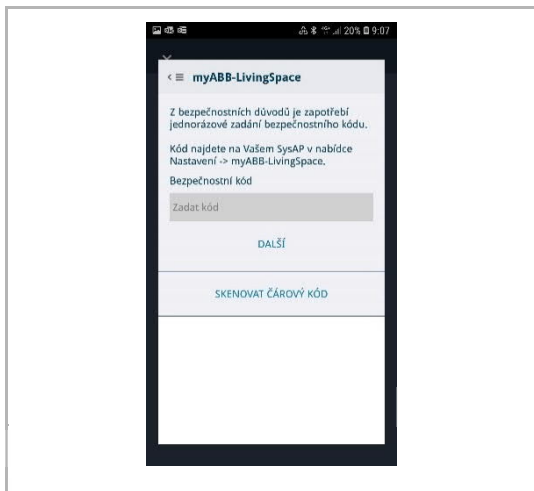 20% 9:07
myABB-LivingSpace
Z bezpečnostních důvodů je zapotřebí
jednorázové zadání bezpečnostního kódu.
Kód najdete na Vašem SysAP v nabídce
Nastavení -> myABB-LivingSpace.
Bezpečnostní kód
Zadat kód
DALŠÍ
SKENOVAT ČÁROVÝ KÓD